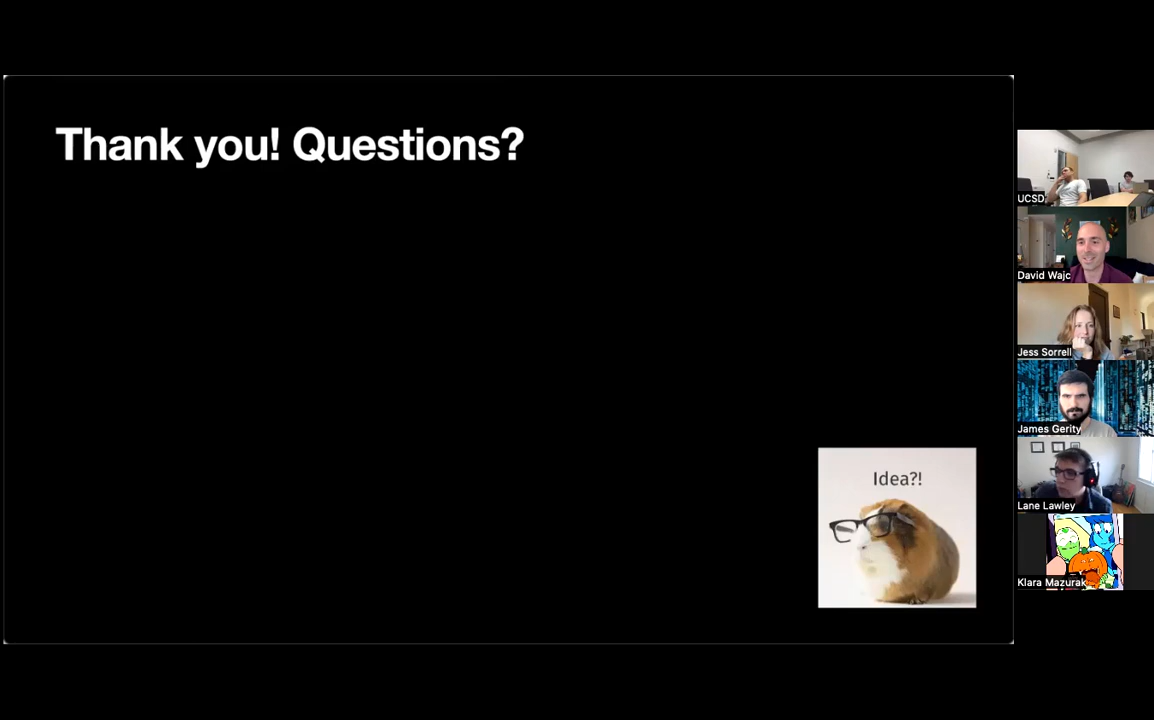 Thank you! Questions?
Idea?!
UCSD
David Wajc
Jess Sorrell
James Gerity
Lane Lawley
Klara Mazurak